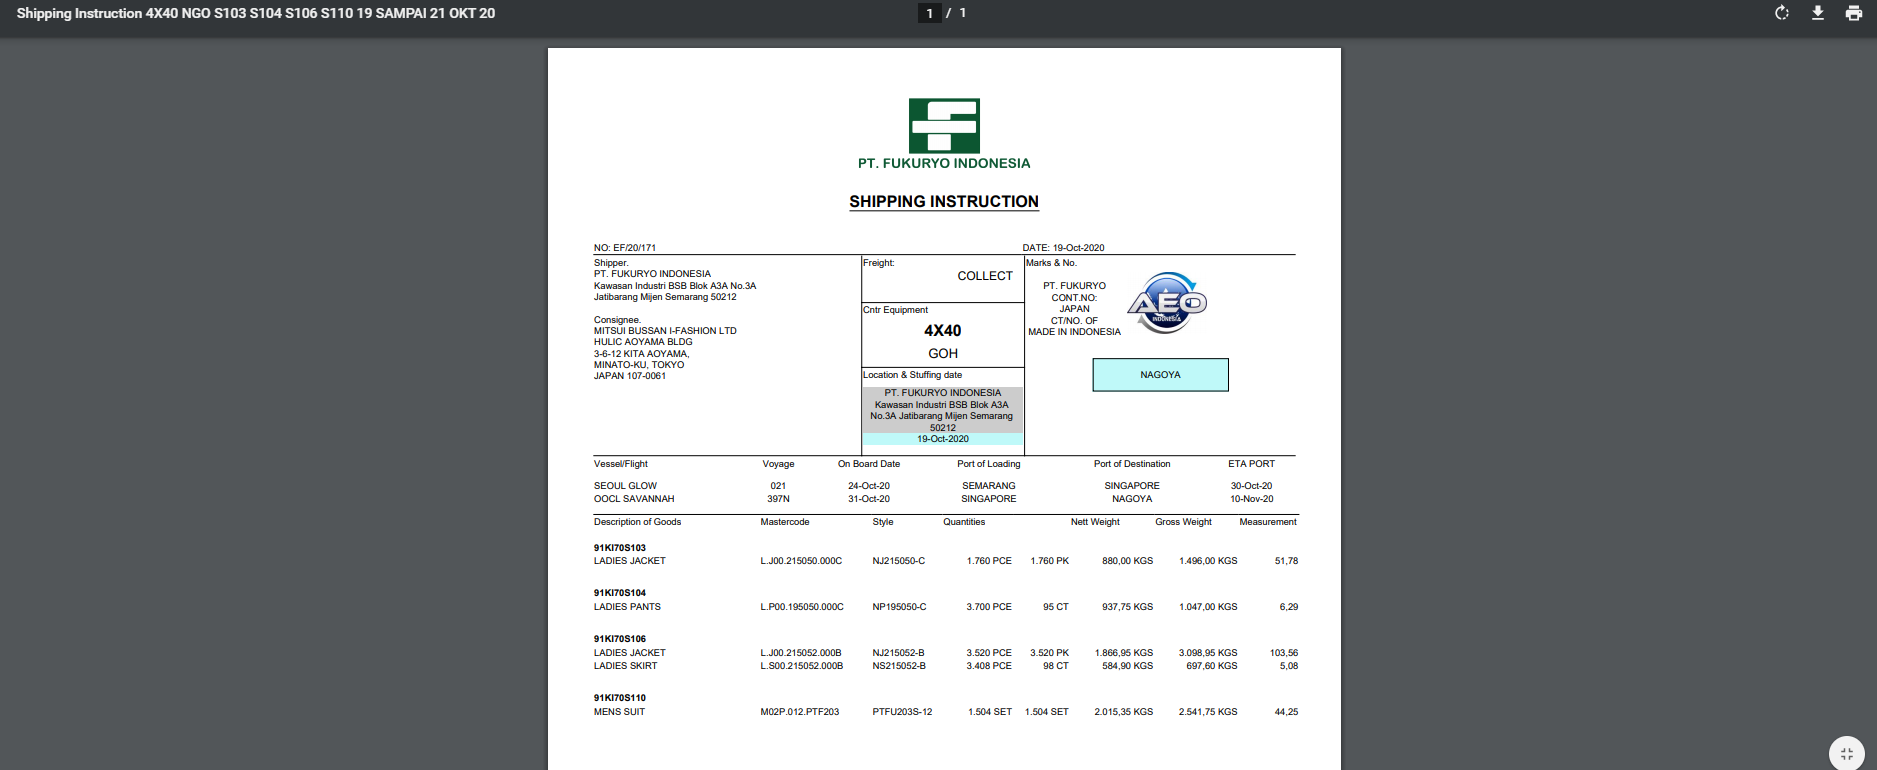 Shipping Instruction 4X40 NGO S103 S104 S106 S110 19 SAMPAI 21 OKT 20
1 / 1
PT. FUKURYO INDONESIA
SHIPPING INSTRUCTION
NO: EF/20/171 DATE: 19-Oct-2020
Shipper.
PT. FUKURYO INDONESIA
Kawasan Industri BSB Blok A3A No.3A
Jatibarang Mijen Semarang 50212
Consignee.
MITSUI BUSSAN I-FASHION LTD
HULIC AOYAMA BLDG
3-6-12 KITA AOYAMA,
MINATO-KU, TOKYO
JAPAN 107-0061
Freight:
COLLECT
Cntr Equipment
4X40
GOH
Location & Stuffing date
PT. FUKURYO INDONESIA
Kawasan Industri BSB Blok A3A
No.3A Jatibarang Mijen Semarang
50212
19-Oct-2020
Marks & No.
PT. FUKURYO
CONT.NO:
JAPAN
CT/NO. OF
MADE IN INDONESIA
AEO
INDONESIA
NAGOYA
Vessel/Flight Voyage On Board Date Port of Loading Port of Destination ETA PORT
SEOUL GLOW 021 24-Oct-20 SEMARANG SINGAPORE 30-Oct-20
OOCL SAVANNAH 397N 31-Oct-20 SINGAPORE NAGOYA 10-Nov-20
Description of Goods Mastercode Style Quantities Nett Weight Gross Weight Measurement
91KI70S103
LADIES JACKET L.J00.215050.000C NJ215050-C 1.760 PCE 1.760 PK 880,00 KGS 1.496,00 KGS 51,78
91KI70S104
LADIES PANTS L.P00.195050.000C NP195050-C 3.700 PCE 95 CT 937,75 KGS 1.047,00 KGS 6,29
91KI70S106
LADIES JACKET L.J00.215052.000B NJ215052-B 3.520 PCE 3.520 PK 1.866,95 KGS 3.098,95 KGS 103,56
LADIES SKIRT L.S00.215052.000B NS215052-B 3.408 PCE 98 CT 584,90 KGS 697,60 KGS 5,08
91KI70S110
MENS SUIT M02P.012.PTF203 PTFU203S-12 1.504 SET 1.504 SET 2.015,35 KGS 2.541,75 KGS 44,25